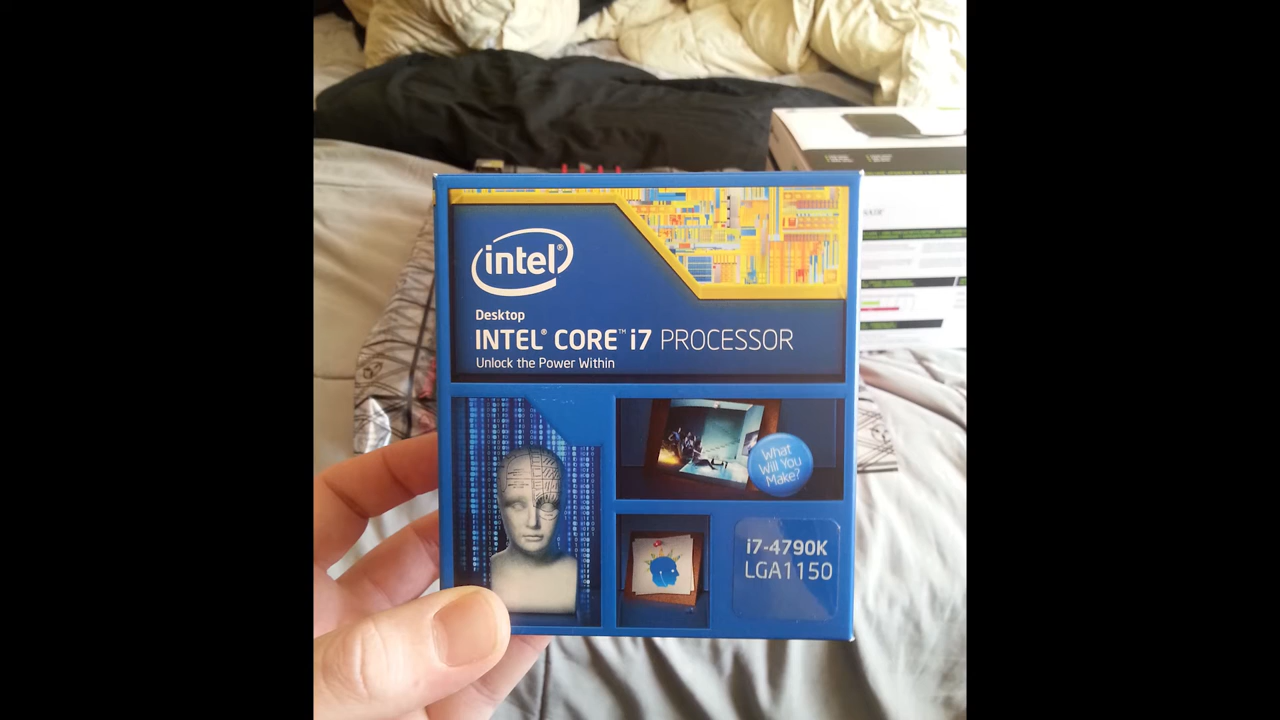 intel®
Desktop
INTEL® CORE™ i7 PROCESSOR
Unlock the Power Within
What
Will You
Make?
i7-4790K
LGA1150